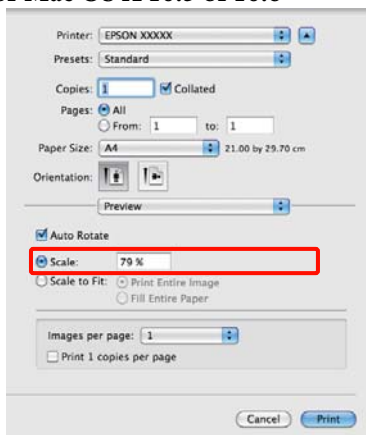 Printer: EPSON XXXXX
Presets: Standard
Copies: 1 Collated
Pages: All
From: 1 to: 1
Paper Size: A4 21.00 by 29.70 cm
Orientation:
Preview
Auto Rotate
Scale: 79 %
Scale to Fit: Print Entire Image
Fill Entire Paper
Images per page: 1
Print 1 copies per page
Cancel Print